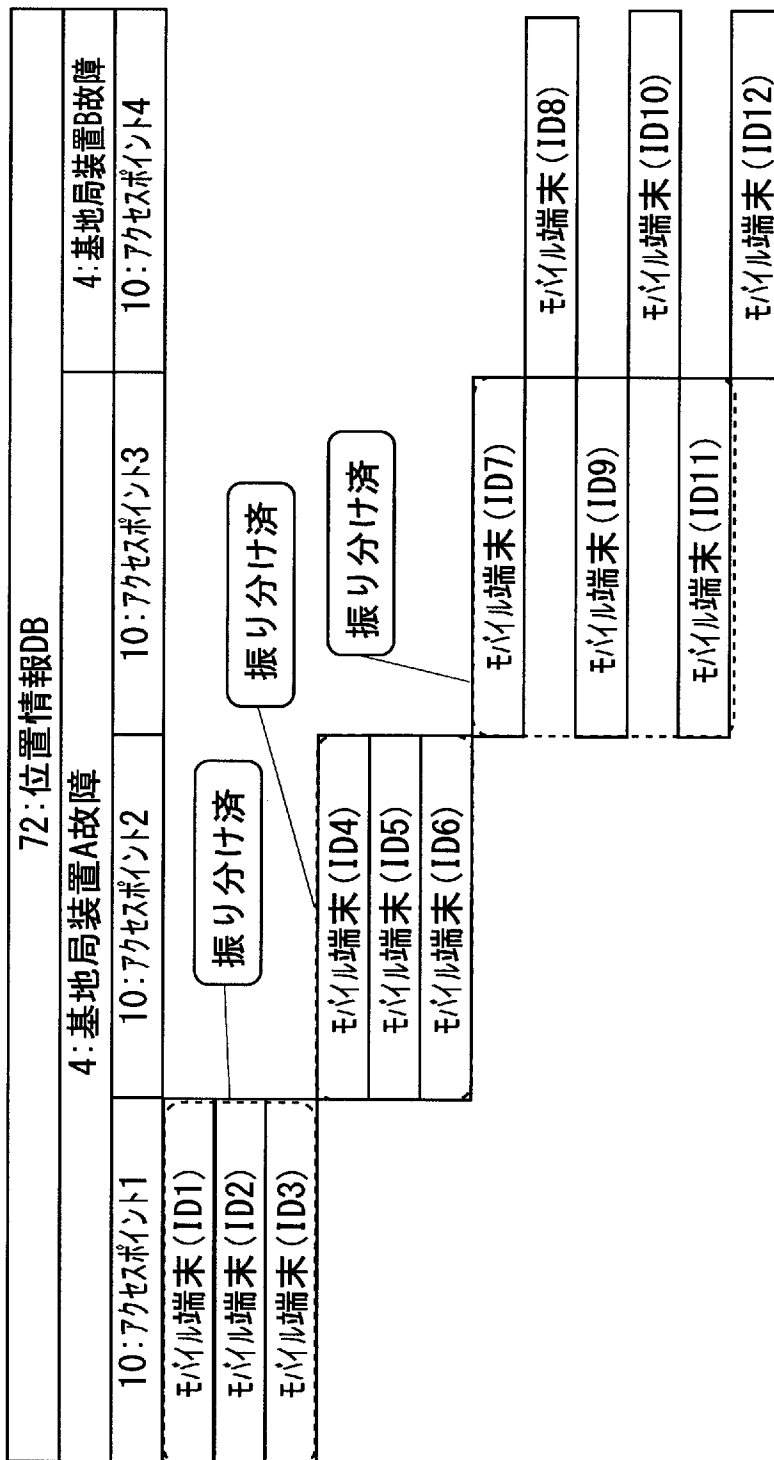 72:位置情報DB
4:基地局装置A故障
4:基地局装置B故障
10:アクセスポイント1
10:アクセスポイント2
10:アクセスポイント3
10:アクセスポイント4
モバイル端末(ID1)
モバイル端末(ID2)
モバイル端末(ID3)
振り分け済
モバイル端末(ID4)
モバイル端末(ID5)
モバイル端末(ID6)
振り分け済
モバイル端末(ID7)
モバイル端末(ID8)
モバイル端末(ID9)
モバイル端末(ID10)
モバイル端末(ID11)
モバイル端末(ID12)
振り分け済